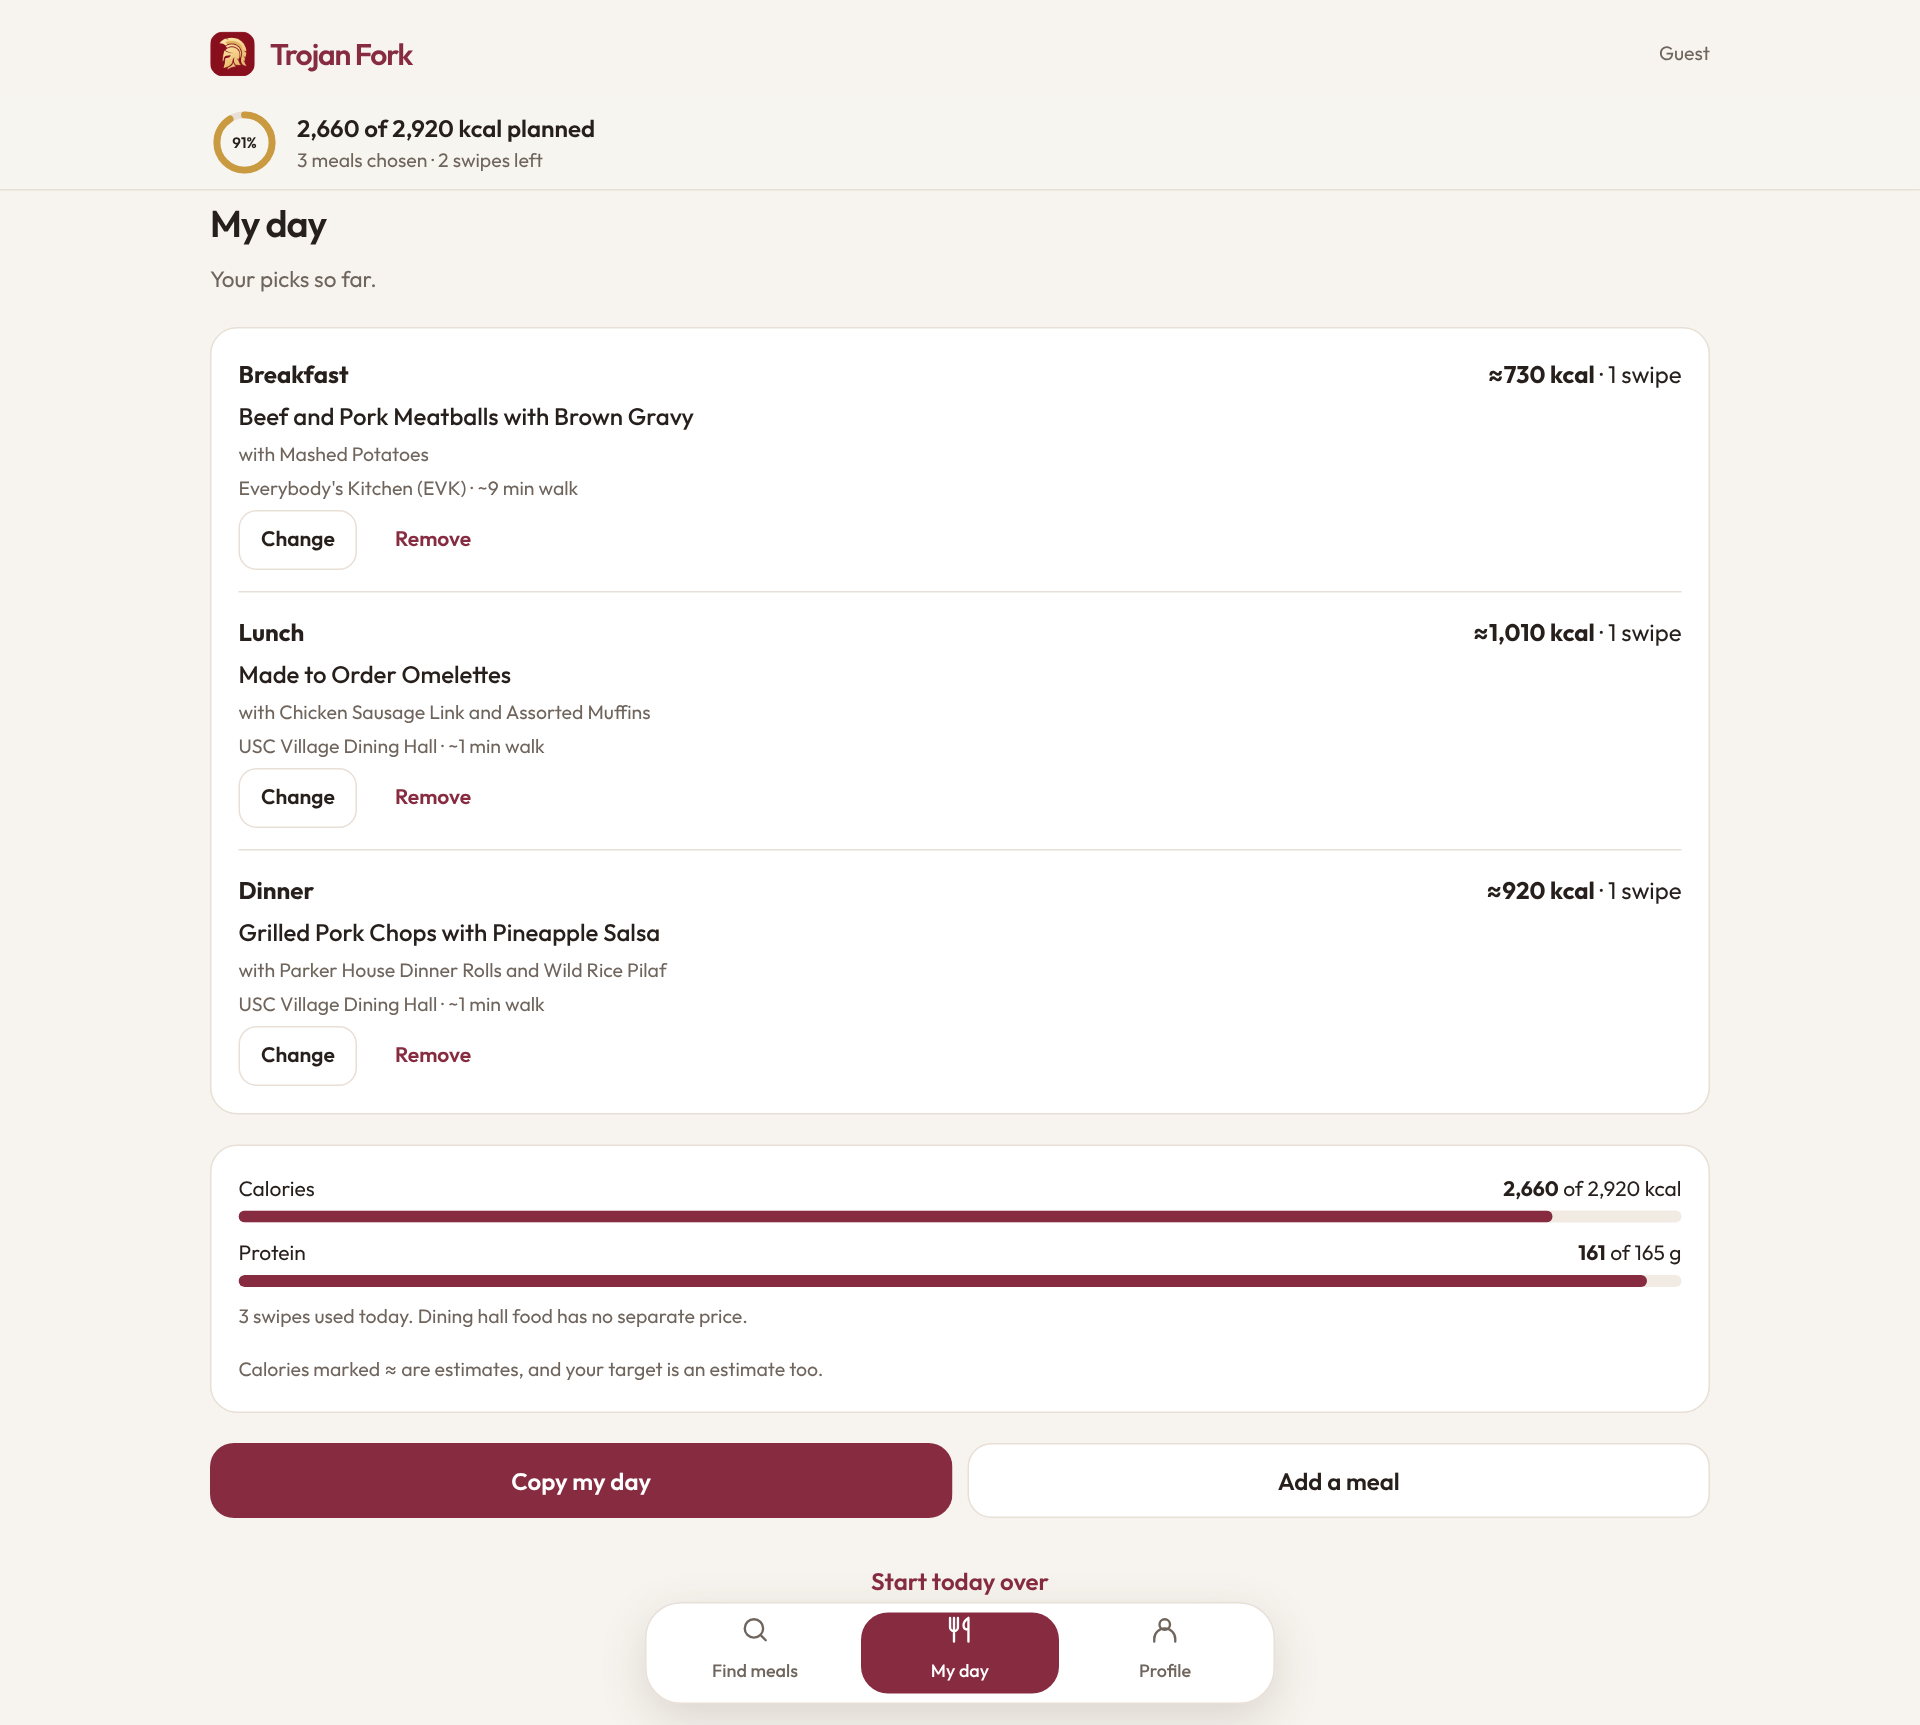 Trojan Fork
Guest
91%
2,660 of 2,920 kcal planned
3 meals chosen · 2 swipes left
My day
Your picks so far.
Breakfast
≈730 kcal · 1 swipe
Beef and Pork Meatballs with Brown Gravy
with Mashed Potatoes
Everybody's Kitchen (EVK) · ~9 min walk
Change
Remove
Lunch
≈1,010 kcal · 1 swipe
Made to Order Omelettes
with Chicken Sausage Link and Assorted Muffins
USC Village Dining Hall · ~1 min walk
Change
Remove
Dinner
≈920 kcal · 1 swipe
Grilled Pork Chops with Pineapple Salsa
with Parker House Dinner Rolls and Wild Rice Pilaf
USC Village Dining Hall · ~1 min walk
Change
Remove
Calories
2,660 of 2,920 kcal
Protein
161 of 165 g
3 swipes used today. Dining hall food has no separate price.
Calories marked ≈ are estimates, and your target is an estimate too.
Copy my day
Add a meal
Start today over
Find meals
My day
Profile